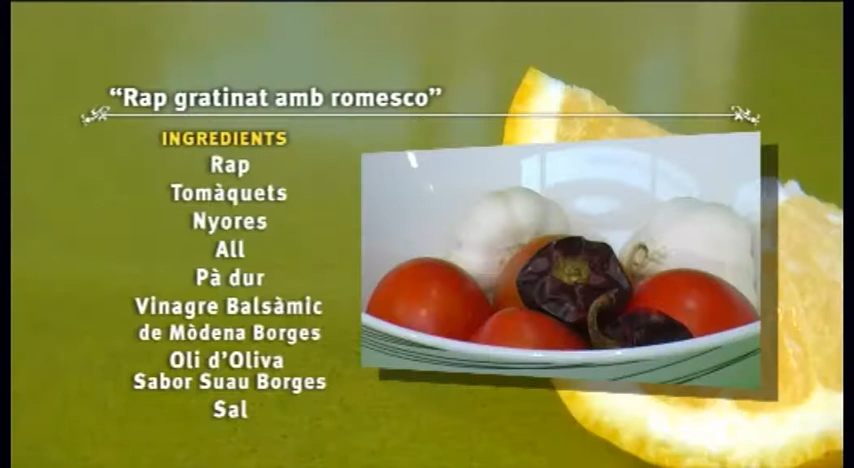 “Rap gratinat amb romesco”
INGREDIENTS
Rap
Tomàquets
Nyores
All
Pà dur
Vinagre Balsàmic
de Mòdena Borges
Oli d'Oliva
Sabor Suau Borges
Sal